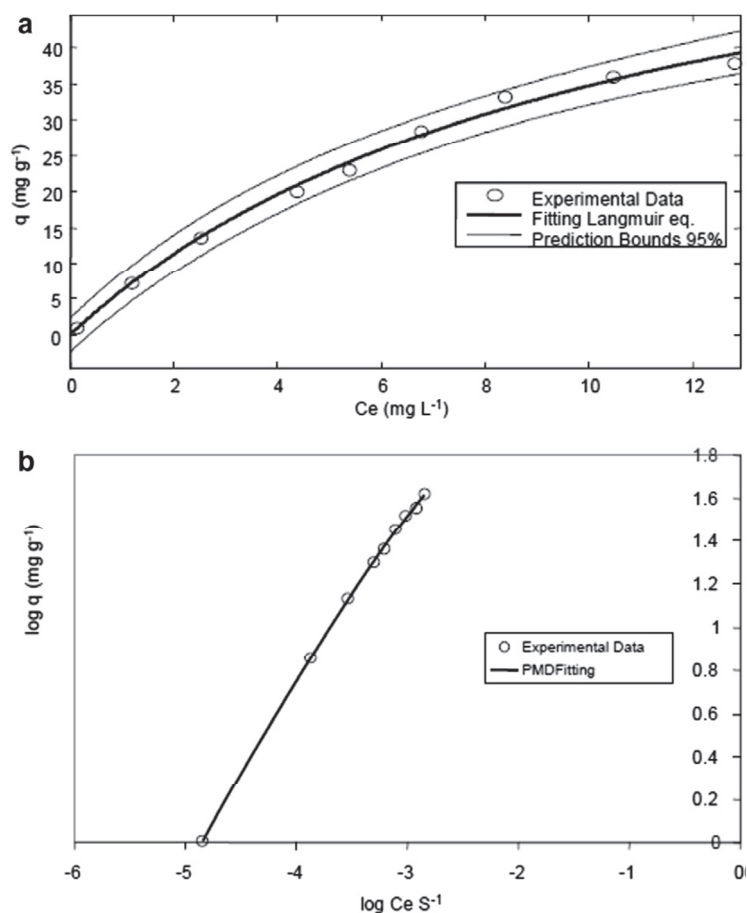 a
40
35
30
25
20
15
10
5
0
q (mg g-1)
Experimental Data
Fitting Langmuir eq.
Prediction Bounds 95%
0 2 4 6 8 10 12
Ce (mg L-1)
b
1.8
1.6
1.4
1.2
1
0.8
0.6
0.4
0.2
0
log q (mg g-1)
Experimental Data
PMDFitting
-6 -5 -4 -3 -2 -1 00
log Ce S-1